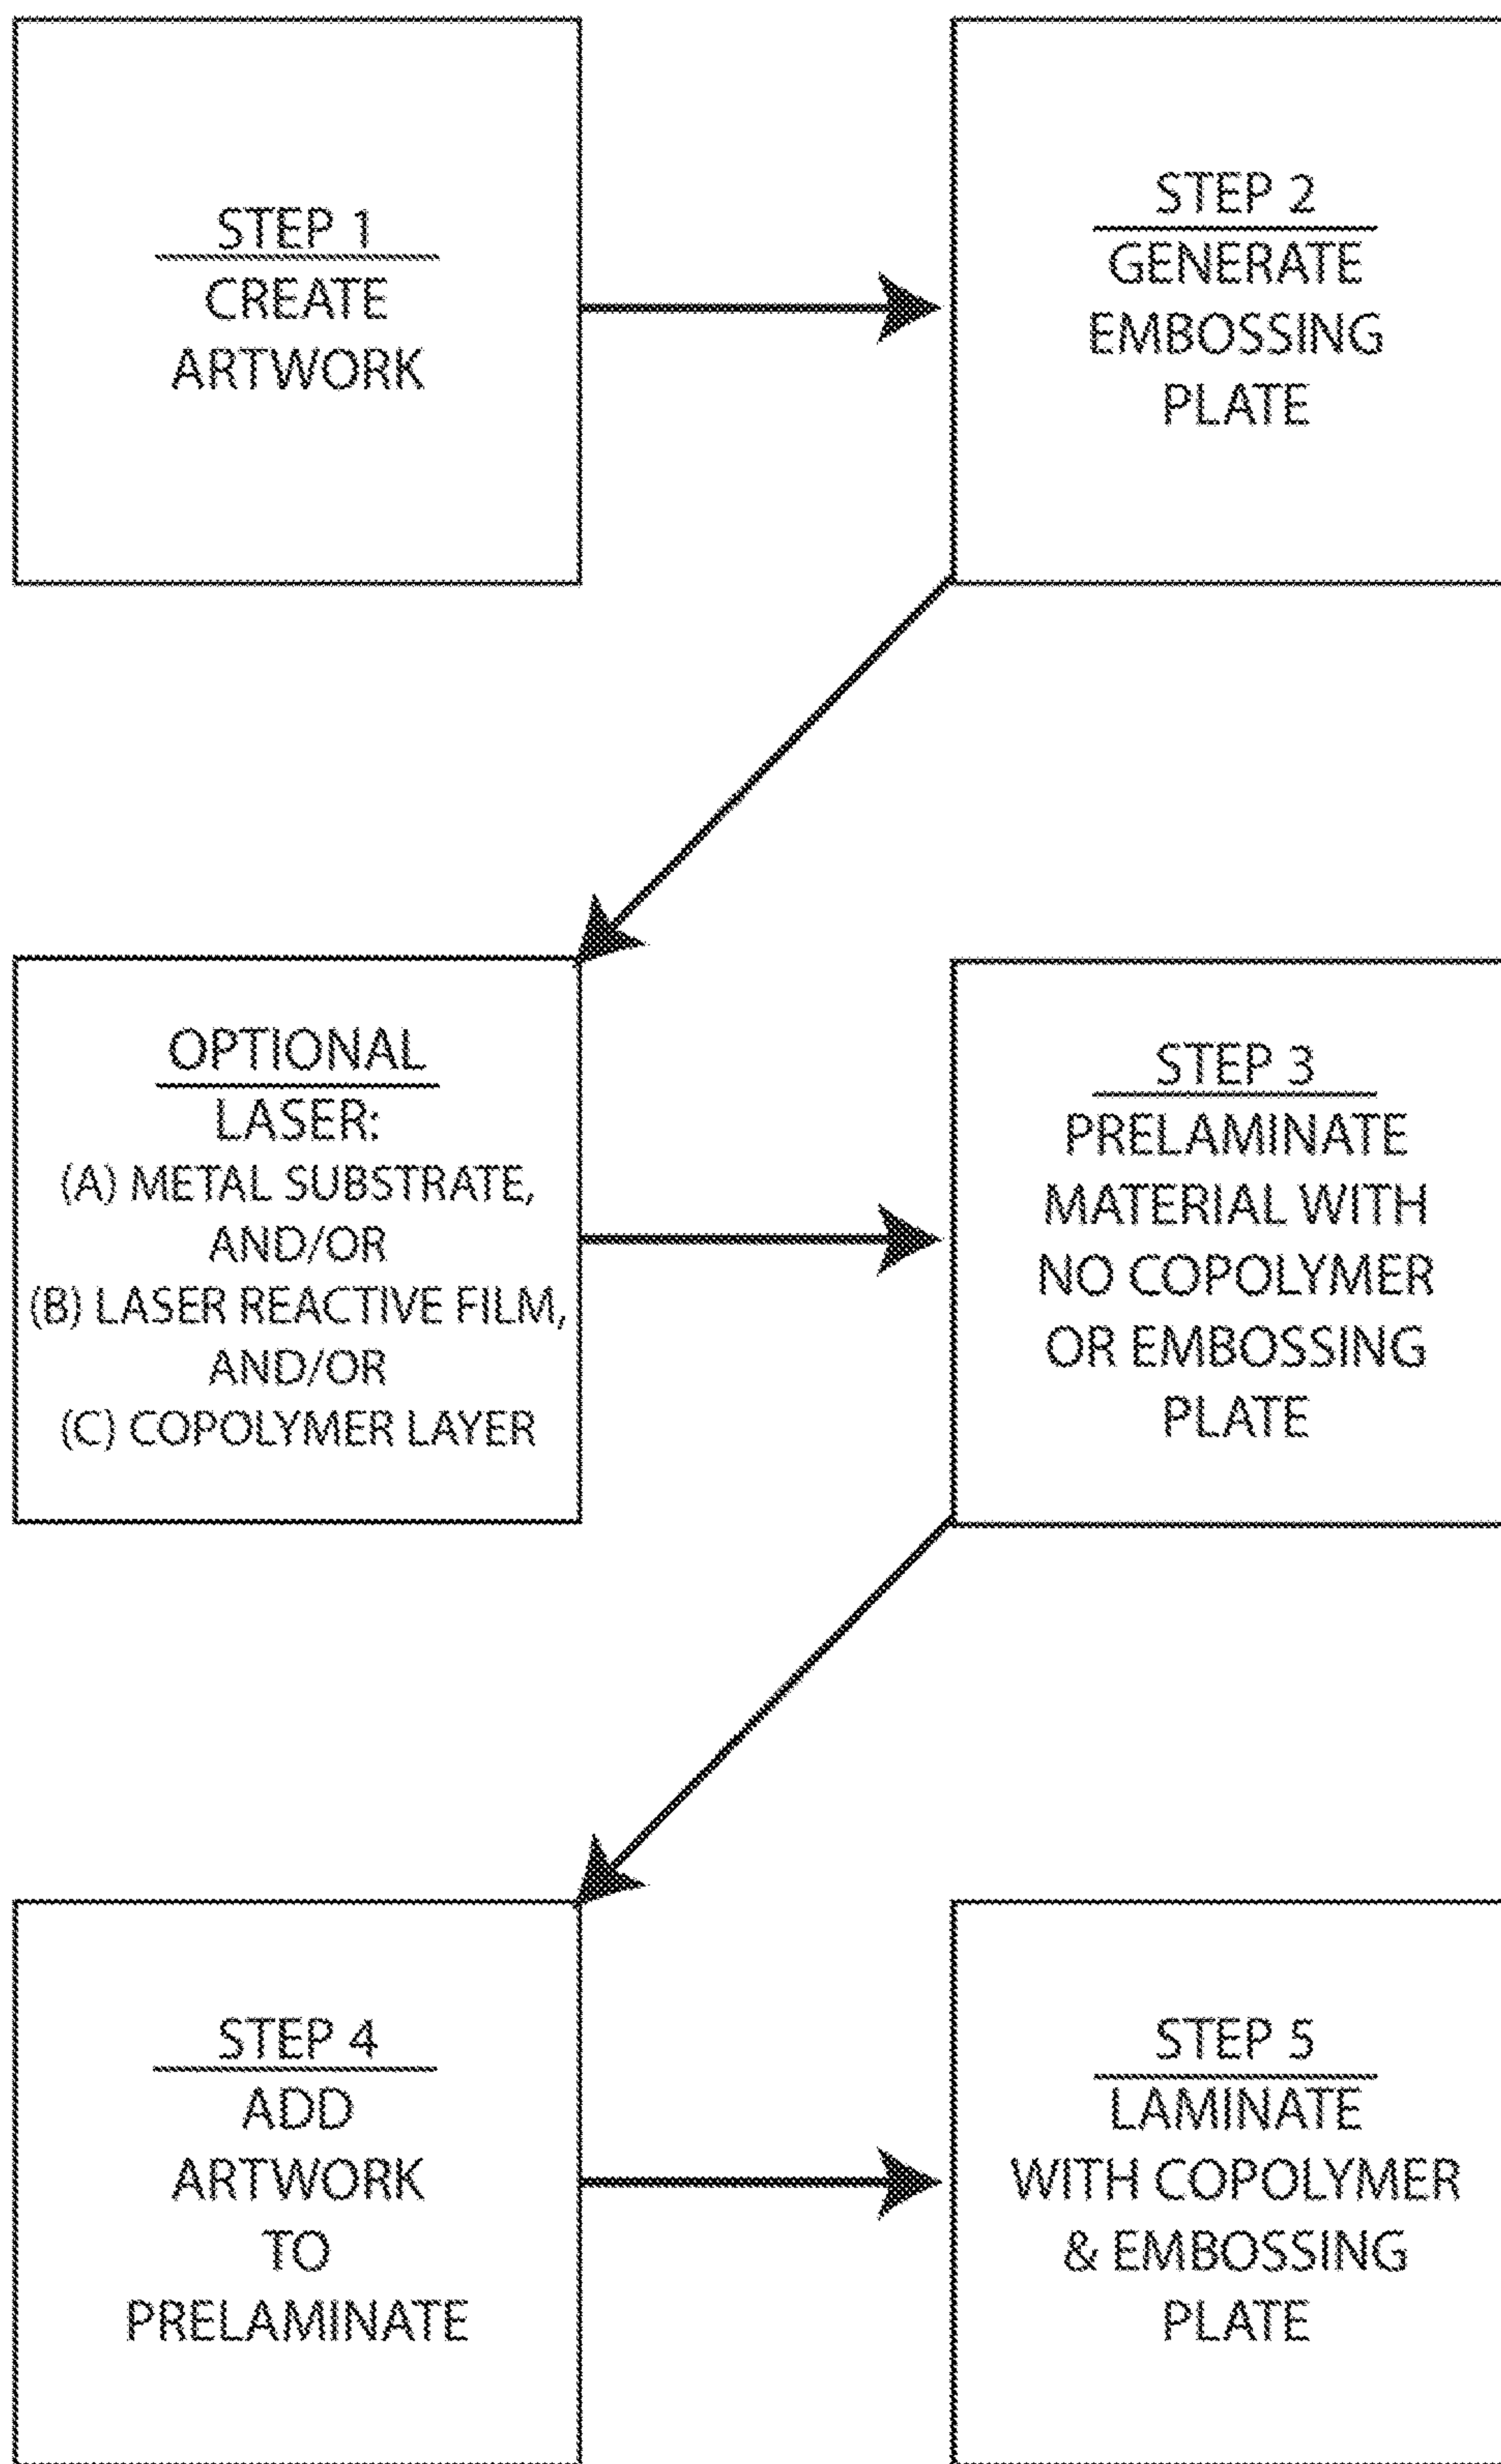 STEP 1
CREATE
ARTWORK
STEP 2
GENERATE
EMBOSSING
PLATE
OPTIONAL
LASER:
(A) METAL SUBSTRATE,
AND/OR
(B) LASER REACTIVE FILM,
AND/OR
(C) COPOLYMER LAYER
STEP 3
PRELAMINATE
MATERIAL WITH
NO COPOLYMER
OR EMBOSSING
PLATE
STEP 4
ADD
ARTWORK
TO
PRELAMINATE
STEP 5
LAMINATE
WITH COPOLYMER
& EMBOSSING
PLATE